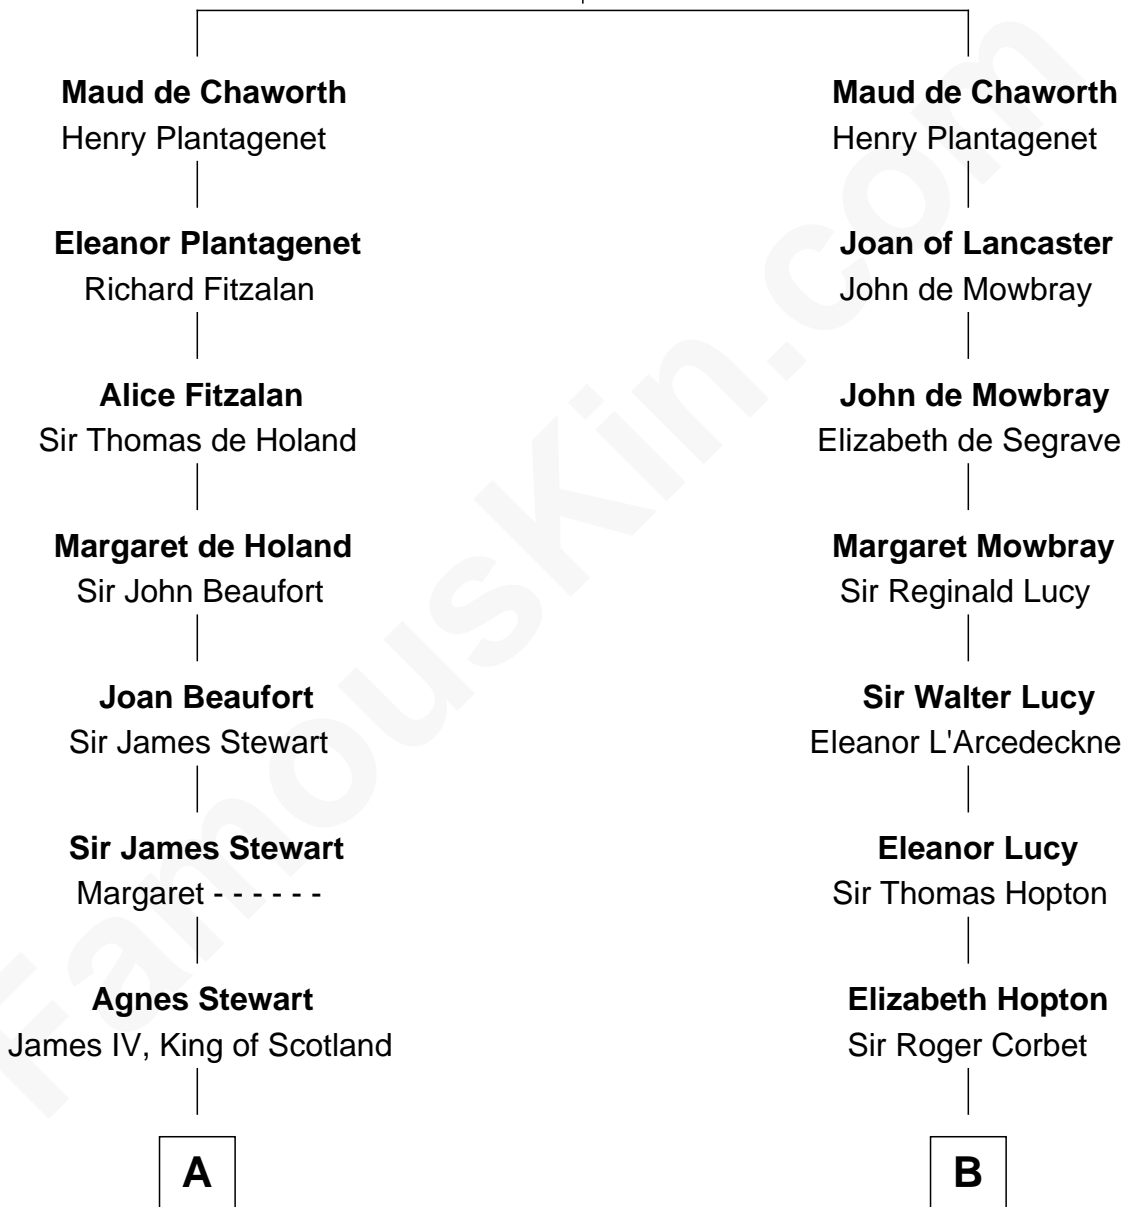 Maud de Chaworth
Henry Plantagenet
Eleanor Plantagenet
Richard Fitzalan
Alice Fitzalan
Sir Thomas de Holand
Margaret de Holand
Sir John Beaufort
Joan Beaufort
Sir James Stewart
Sir James Stewart
Margaret - - - - - -
Agnes Stewart
James IV, King of Scotland
A
Maud de Chaworth
Henry Plantagenet
Joan of Lancaster
John de Mowbray
John de Mowbray
Elizabeth de Segrave
Margaret Mowbray
Sir Reginald Lucy
Sir Walter Lucy
Eleanor L'Arcedeckne
Eleanor Lucy
Sir Thomas Hopton
Elizabeth Hopton
Sir Roger Corbet
B
FamousKin.com